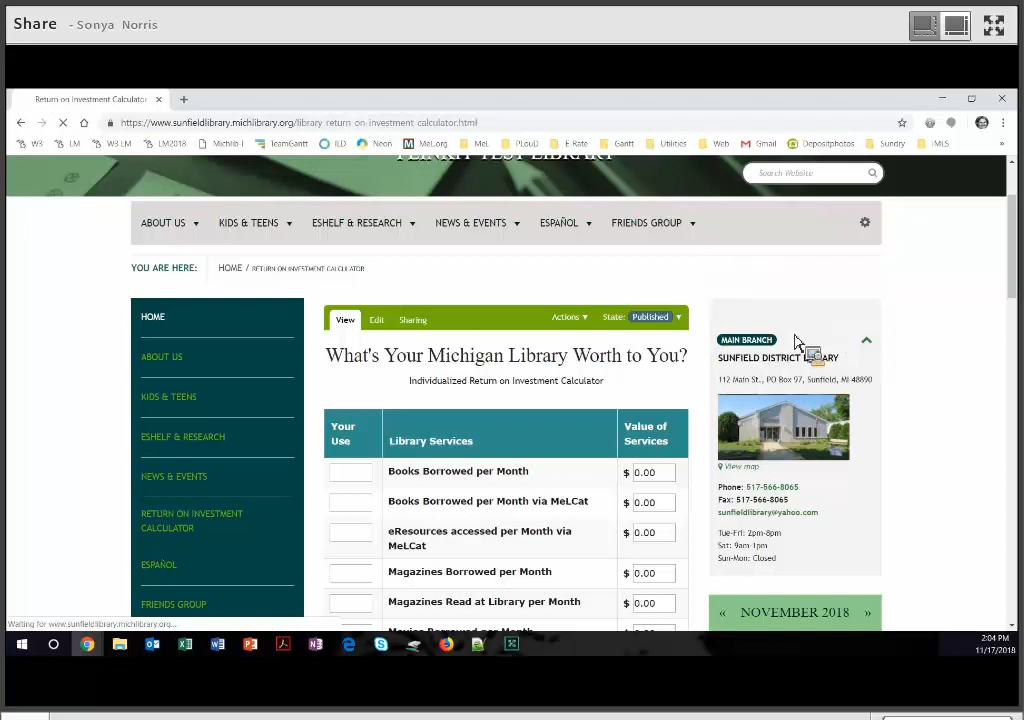 Share - Sonya Norris
Return on Investment Calculator
https://www.sunfieldlibrary.michlibrary.org/library-return-on-investment-calculator.html
W3 LM W3 LM LM2018 Michlib-l TeamGantt ILD Neon MeLorg MeL PLouD E-Rate Gantt Utilities Web Gmail Depositphotos Sundry iMLS »
PLINKIT TEST LIBRARY
Search Website
ABOUT US KIDS & TEENS ESHELF & RESEARCH NEWS & EVENTS ESPAÑOL FRIENDS GROUP
YOU ARE HERE: HOME / RETURN ON INVESTMENT CALCULATOR
HOME
ABOUT US
KIDS & TEENS
ESHELF & RESEARCH
NEWS & EVENTS
RETURN ON INVESTMENT
CALCULATOR
ESPAÑOL
FRIENDS GROUP
View Edit Sharing Actions State: Published
What's Your Michigan Library Worth to You?
Individualized Return on Investment Calculator
Your
Use
Library Services
Value of
Services
Books Borrowed per Month $ 0.00
Books Borrowed per Month via MeLCat $ 0.00
eResources accessed per Month via
MeLCat
$ 0.00
Magazines Borrowed per Month $ 0.00
Magazines Read at Library per Month $ 0.00
MAIN BRANCH
SUNFIELD DISTRICT LIBRARY
112 Main St., PO Box 97, Sunfield, MI 48890
View map
Phone: 517-566-8065
Fax: 517-566-8065
sunfieldlibrary@yahoo.com
Tue-Fri: 2pm-8pm
Sat: 9am-1pm
Sun-Mon: Closed
« NOVEMBER 2018 »
Waiting for www.sunfieldlibrary.michlibrary.org...
2:04 PM
11/17/2018